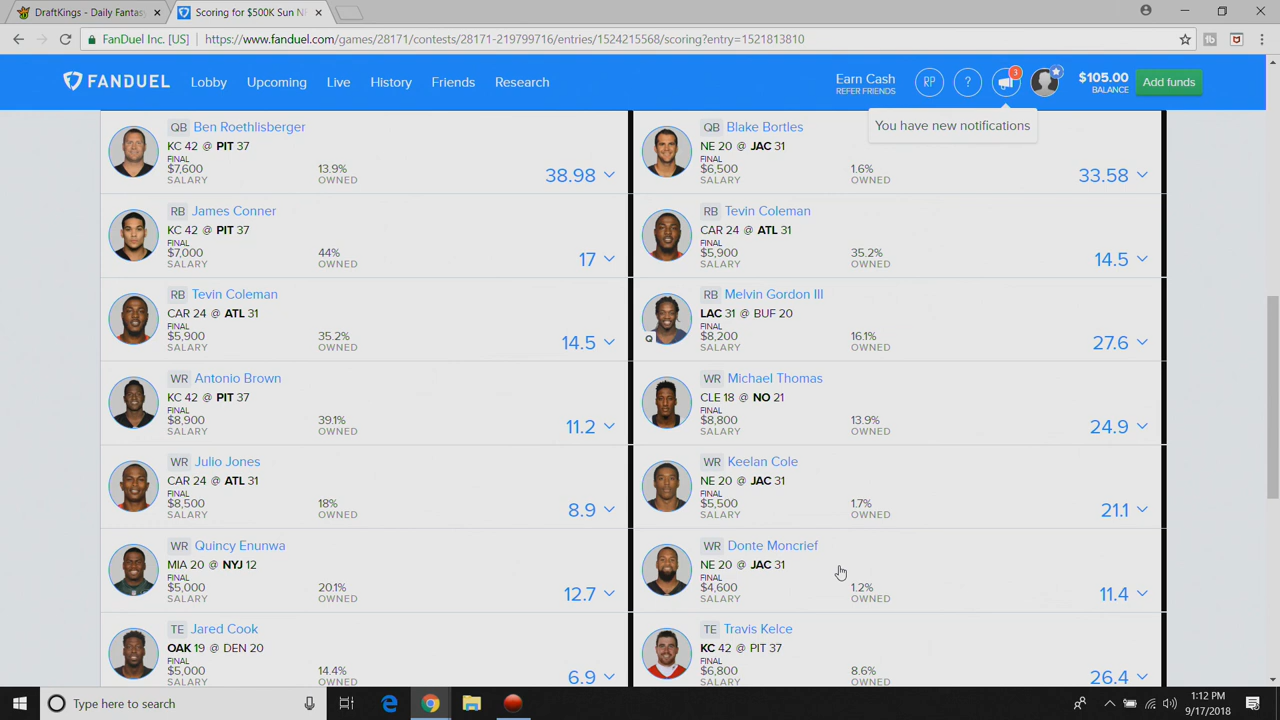 DraftKings - Daily Fantas
Scoring for $500K Sun N
FanDuel Inc. [US]
https://www.fanduel.com/games/28171/contests/28171-219799716/entries/1524215568/scoring?entry=1521813810
FANDUEL
Lobby
Upcoming
Live
History
Friends
Research
Earn Cash
REFER FRIENDS
RP
?
3
$105.00
BALANCE
Add funds
You have new notifications
QB Ben Roethlisberger
KC 42 @ PIT 37
FINAL
$7,600 13.9%
SALARY OWNED
38.98
QB Blake Bortles
NE 20 @ JAC 31
FINAL
$6,500 1.6%
SALARY OWNED
33.58
RB James Conner
KC 42 @ PIT 37
FINAL
$7,000 44%
SALARY OWNED
17
RB Tevin Coleman
CAR 24 @ ATL 31
FINAL
$5,900 35.2%
SALARY OWNED
14.5
RB Tevin Coleman
CAR 24 @ ATL 31
FINAL
$5,900 35.2%
SALARY OWNED
14.5
RB Melvin Gordon III
LAC 31 @ BUF 20
FINAL
Q
$8,200 16.1%
SALARY OWNED
27.6
WR Antonio Brown
KC 42 @ PIT 37
FINAL
$8,900 39.1%
SALARY OWNED
11.2
WR Michael Thomas
CLE 18 @ NO 21
FINAL
$8,800 13.9%
SALARY OWNED
24.9
WR Julio Jones
CAR 24 @ ATL 31
FINAL
$8,500 18%
SALARY OWNED
8.9
WR Keelan Cole
NE 20 @ JAC 31
FINAL
$5,500 1.7%
SALARY OWNED
21.1
WR Quincy Enunwa
MIA 20 @ NYJ 12
FINAL
$5,000 20.1%
SALARY OWNED
12.7
WR Donte Moncrief
NE 20 @ JAC 31
FINAL
$4,600 1.2%
SALARY OWNED
11.4
TE Jared Cook
OAK 19 @ DEN 20
FINAL
$5,000 14.4%
SALARY OWNED
6.9
TE Travis Kelce
KC 42 @ PIT 37
FINAL
$6,800 8.6%
SALARY OWNED
26.4
Type here to search
1:12 PM
9/17/2018